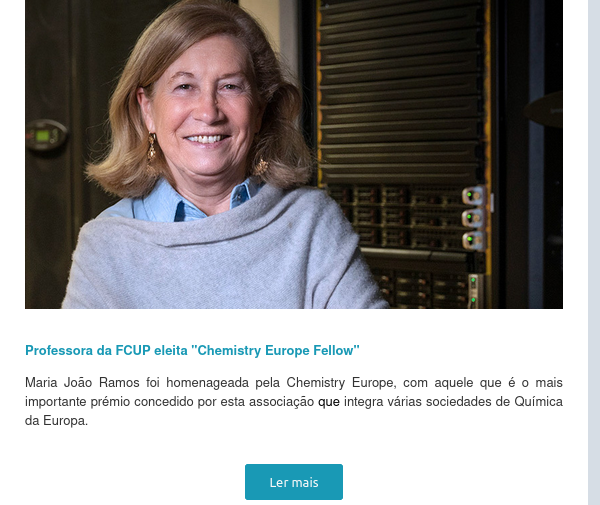 Professora da FCUP eleita "Chemistry Europe Fellow"
Maria João Ramos foi homenageada pela Chemistry Europe, com aquele que é o mais
importante prémio concedido por esta associação que integra várias sociedades de Química
da Europa.
Ler mais